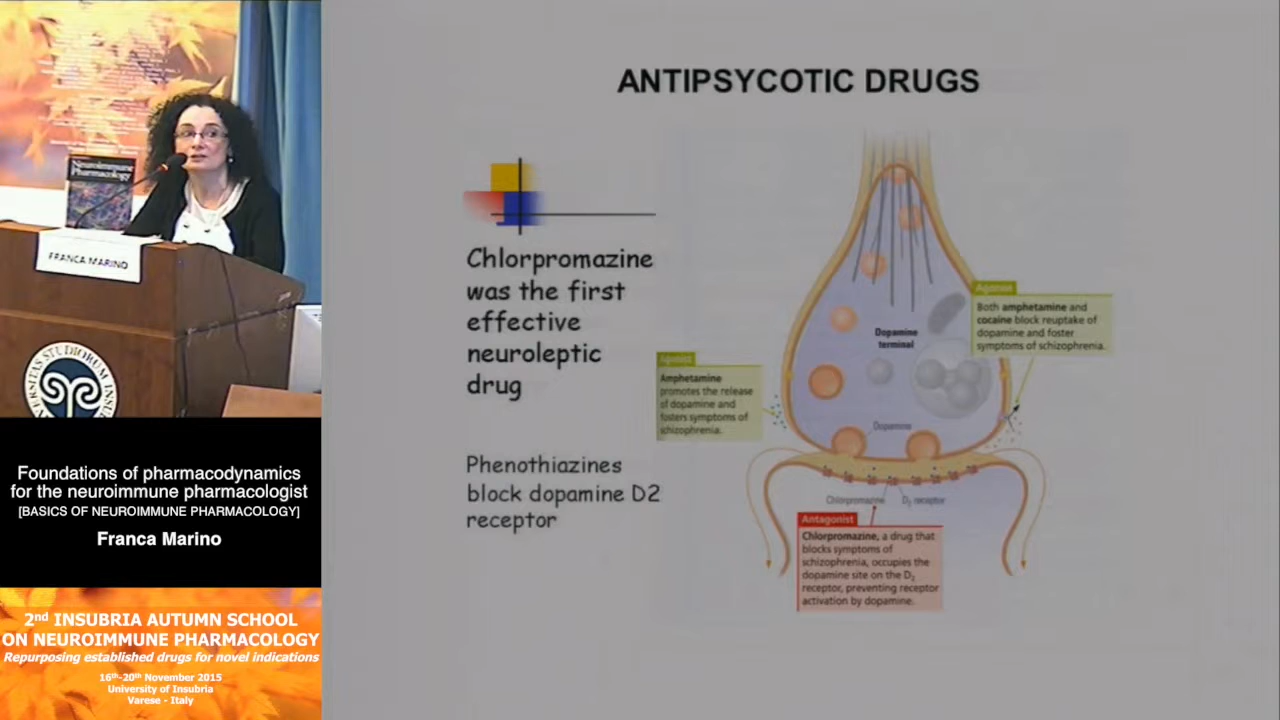 Neuroimmune
Pharmacology
FRANCA MARINO
Foundations of pharmacodynamics
for the neuroimmune pharmacologist
[BASICS OF NEUROIMMUNE PHARMACOLOGY]
Franca Marino
2nd INSUBRIA AUTUMN SCHOOL
ON NEUROIMMUNE PHARMACOLOGY
Repurposing established drugs for novel indications
16th-20th November 2015
University of Insubria
Varese - Italy
ANTIPSYCOTIC DRUGS
Chlorpromazine
was the first
effective
neuroleptic
drug
Phenothiazines
block dopamine D2
receptor
Agonist
Both amphetamine and
cocaine block reuptake of
dopamine and foster
symptoms of schizophrenia.
Dopamine
terminal
Agonist
Amphetamine
promotes the release
of dopamine and
fosters symptoms of
schizophrenia.
Dopamine
Chlorpromazine
D2 receptor
Antagonist
Chlorpromazine, a drug that
blocks symptoms of
schizophrenia, occupies the
dopamine site on the D2
receptor, preventing receptor
activation by dopamine.